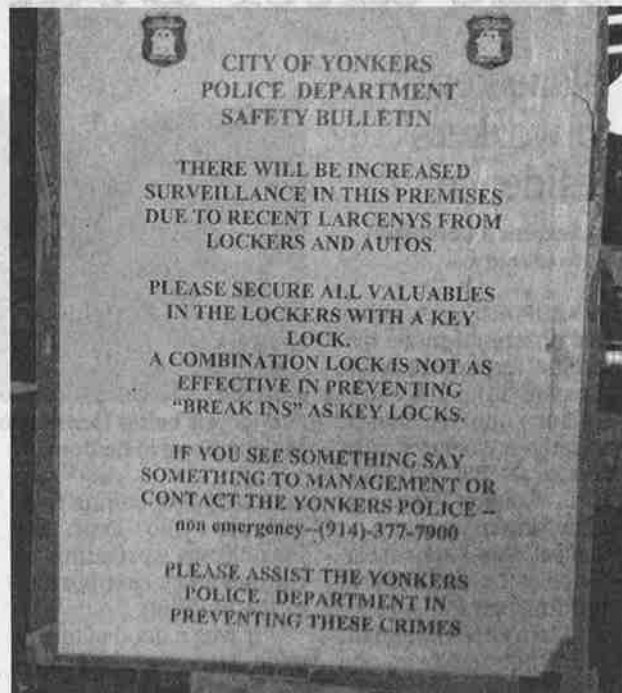 CITY OF YONKERS
POLICE DEPARTMENT
SAFETY BULLETIN
THERE WILL BE INCREASED
SURVEILLANCE IN THIS PREMISES
DUE TO RECENT LARCENYS FROM
LOCKERS AND AUTOS.
PLEASE SECURE ALL VALUABLES
IN THE LOCKERS WITH A KEY
LOCK.
A COMBINATION LOCK IS NOT AS
EFFECTIVE IN PREVENTING
“BREAK INS” AS KEY LOCKS.
IF YOU SEE SOMETHING SAY
SOMETHING TO MANAGEMENT OR
CONTACT THE YONKERS POLICE –
non emergency–(914)-377-7900
PLEASE ASSIST THE YONKERS
POLICE DEPARTMENT IN
PREVENTING THESE CRIMES